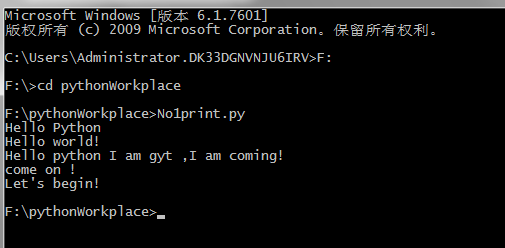 Microsoft Windows [版本 6.1.7601]
版权所有 (c) 2009 Microsoft Corporation。保留所有权利。
C:\Users\Administrator.DK33DGNVNJU6IRV>F:
F:\>cd pythonWorkplace
F:\pythonWorkplace>No1print.py
Hello Python
Hello world!
Hello python I am gyt ,I am coming!
come on !
Let's begin!
F:\pythonWorkplace>